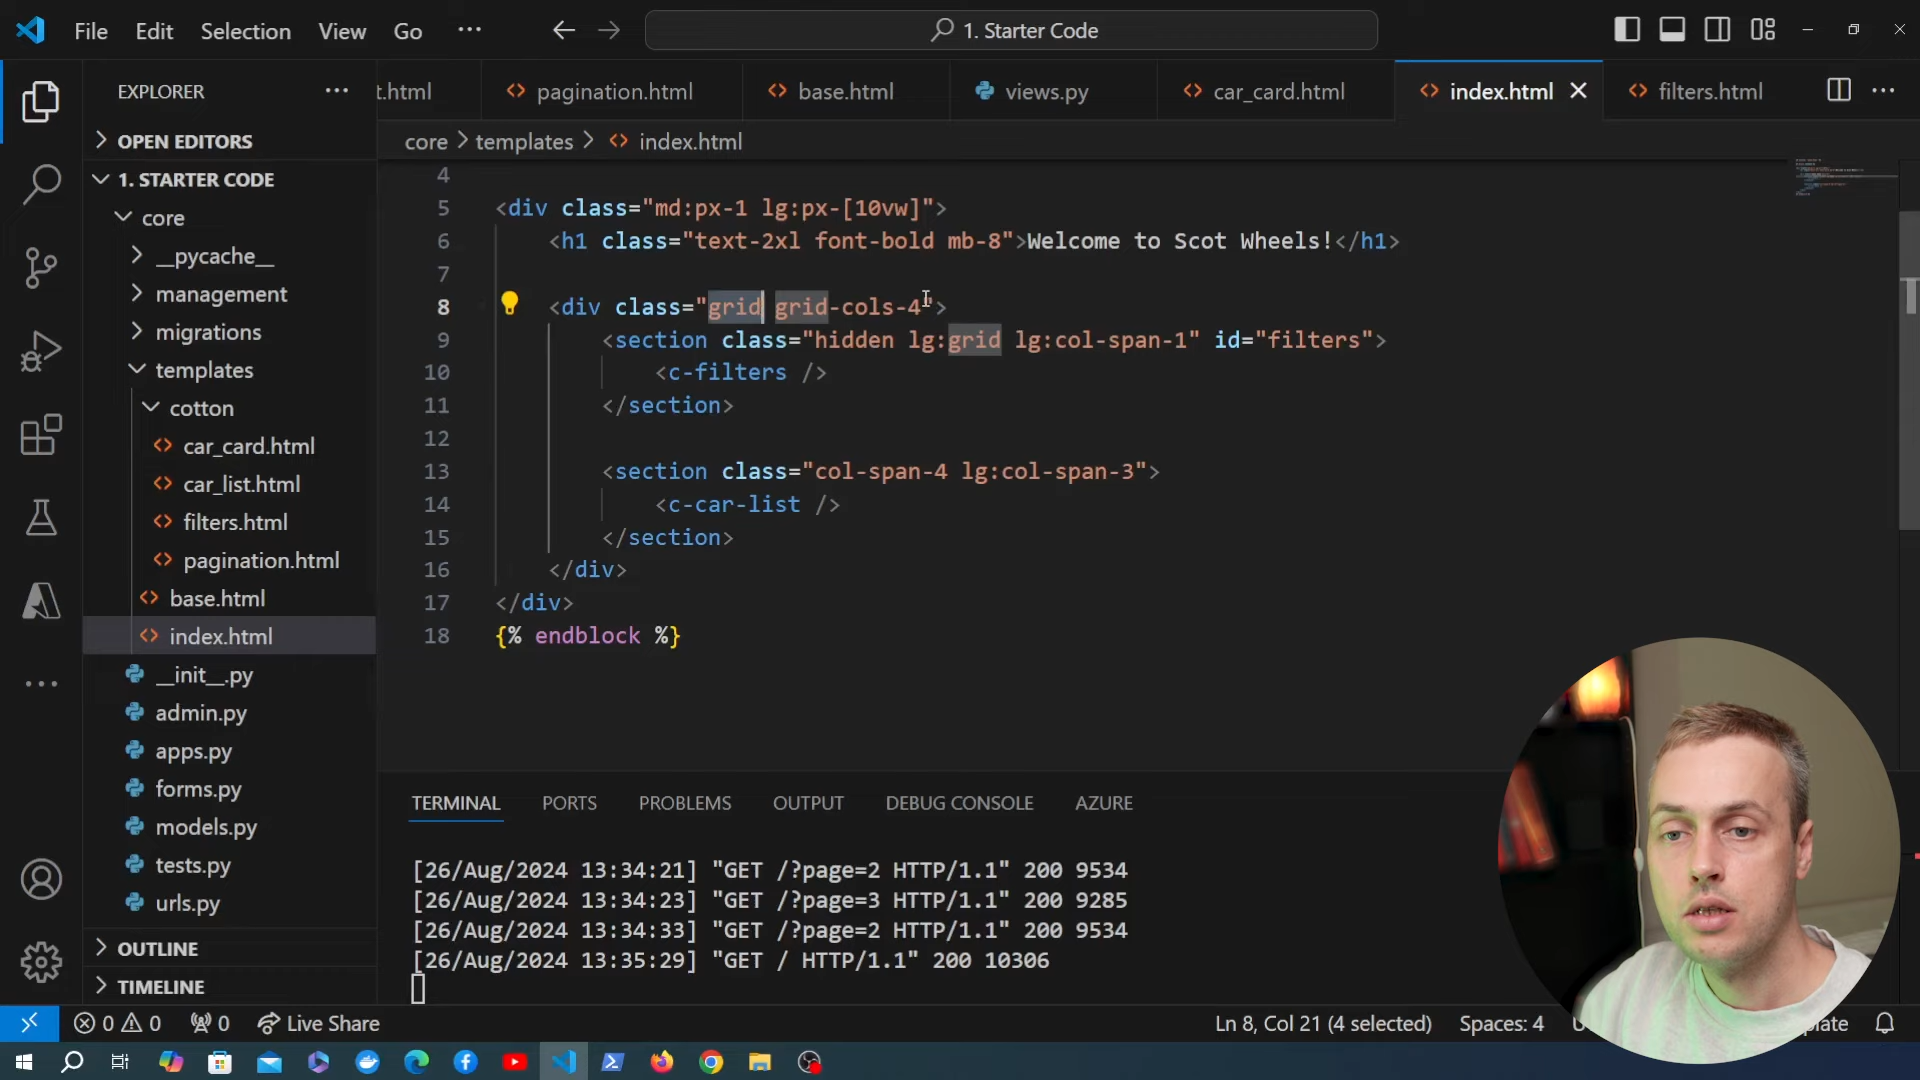 File Edit Selection View Go ··· 1. Starter Code
EXPLORER ···
t.html pagination.html base.html views.py car_card.html index.html filters.html ···
core > templates > index.html
OPEN EDITORS
1. STARTER CODE
core
__pycache__
management
migrations
templates
cotton
car_card.html
car_list.html
filters.html
pagination.html
base.html
index.html
__init__.py
admin.py
apps.py
forms.py
models.py
tests.py
urls.py
OUTLINE
TIMELINE
4
5 <div class="md:px-1 lg:px-[10vw]">
6 <h1 class="text-2xl font-bold mb-8">Welcome to Scot Wheels!</h1>
7
8 <div class="grid grid-cols-4">
9 <section class="hidden lg:grid lg:col-span-1" id="filters">
10 <c-filters />
11 </section>
12
13 <section class="col-span-4 lg:col-span-3">
14 <c-car-list />
15 </section>
16 </div>
17 </div>
18 {% endblock %}
TERMINAL PORTS PROBLEMS OUTPUT DEBUG CONSOLE AZURE
[26/Aug/2024 13:34:21] "GET /?page=2 HTTP/1.1" 200 9534
[26/Aug/2024 13:34:23] "GET /?page=3 HTTP/1.1" 200 9285
[26/Aug/2024 13:34:33] "GET /?page=2 HTTP/1.1" 200 9534
[26/Aug/2024 13:35:29] "GET / HTTP/1.1" 200 10306
0 0 0 Live Share Ln 8, Col 21 (4 selected) Spaces: 4